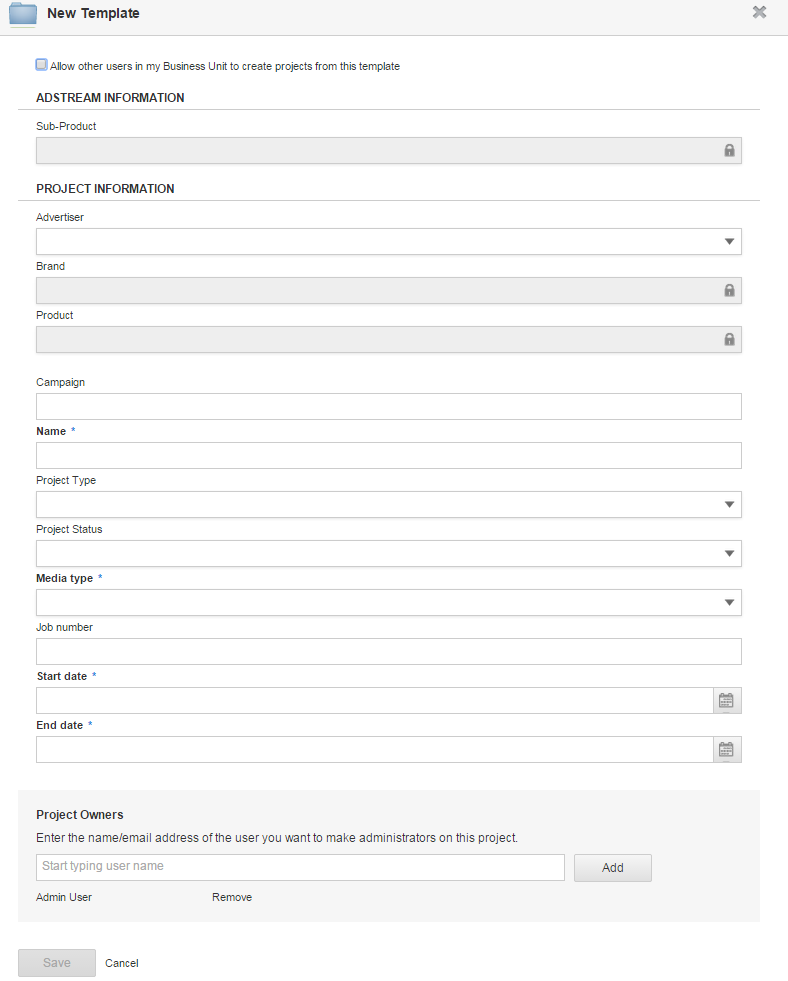 New Template
Allow other users in my Business Unit to create projects from this template
ADSTREAM INFORMATION
Sub-Product
PROJECT INFORMATION
Advertiser
Brand
Product
Campaign
Name *
Project Type
Project Status
Media type *
Job number
Start date *
End date *
Project Owners
Enter the name/email address of the user you want to make administrators on this project.
Start typing user name Add
Admin User Remove
Save Cancel